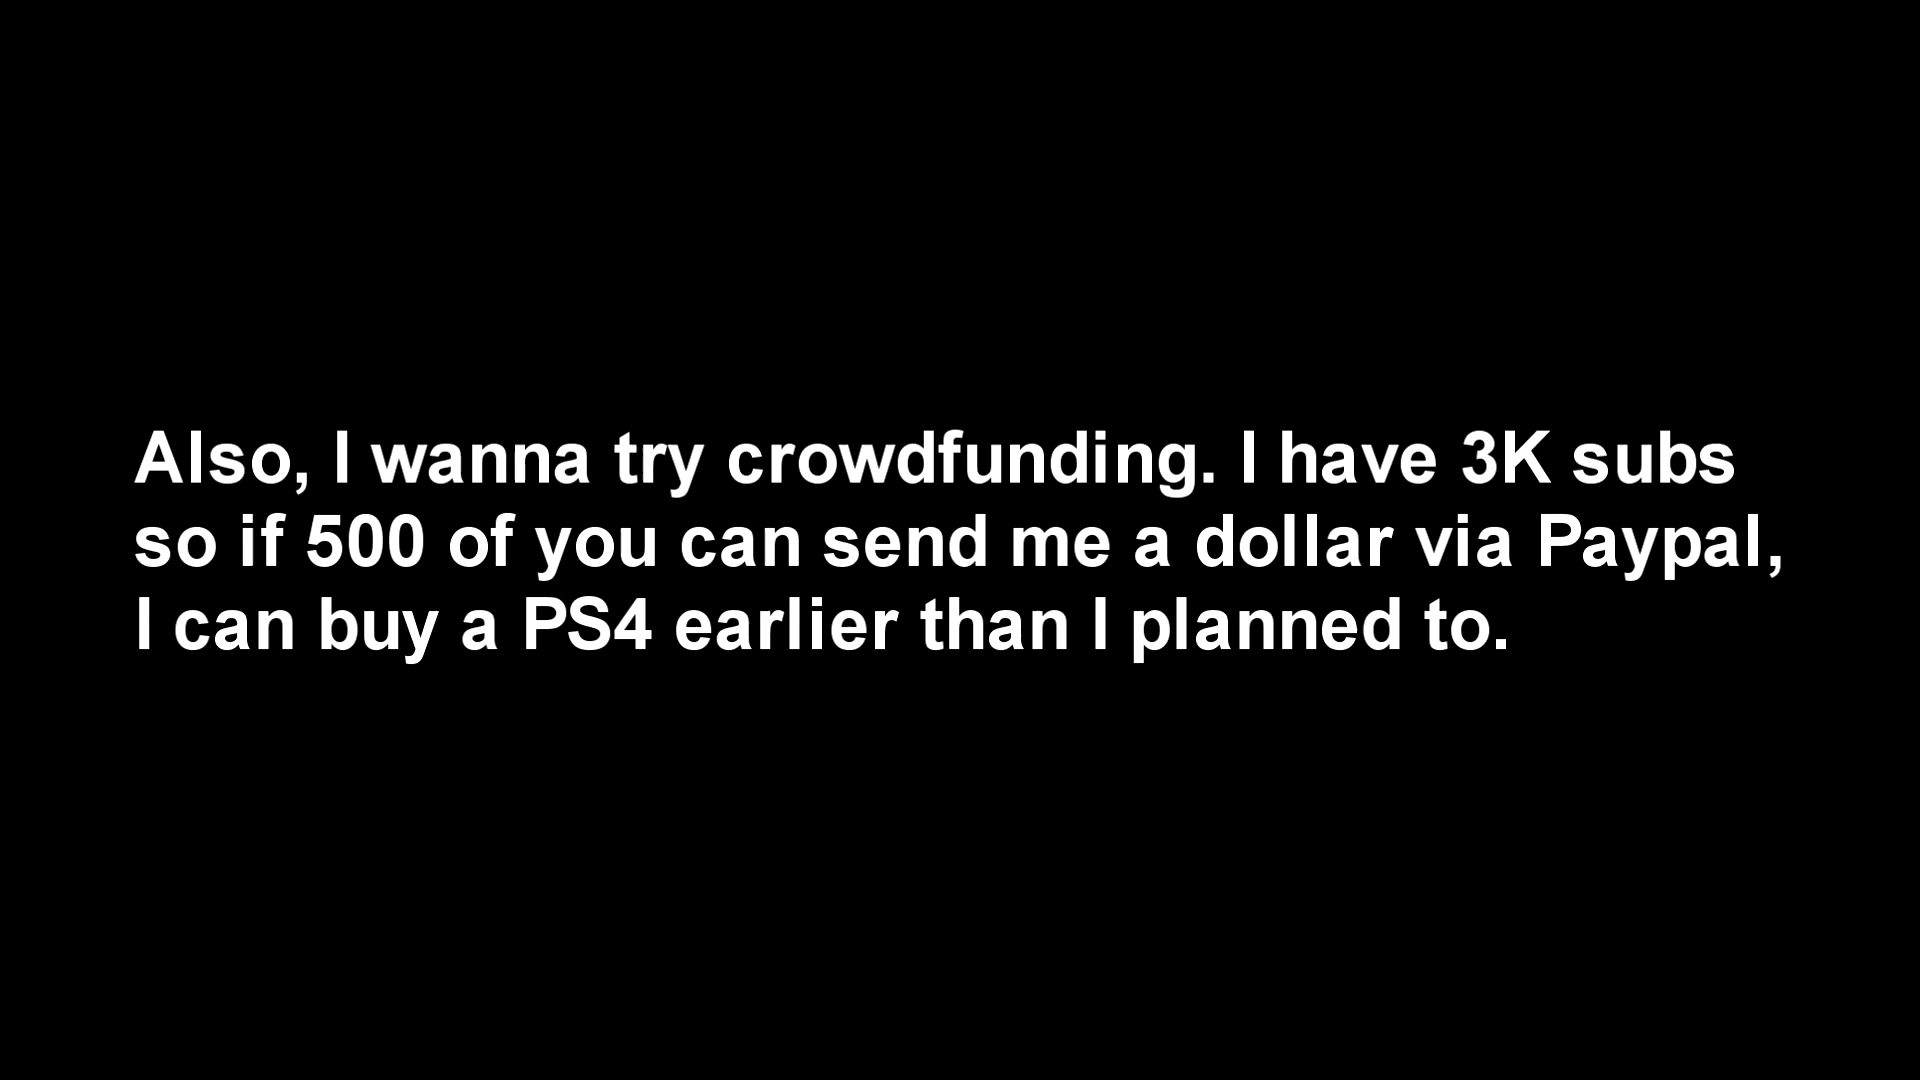 Also, I wanna try crowdfunding. I have 3K subs
so if 500 of you can send me a dollar via Paypal,
I can buy a PS4 earlier than I planned to.